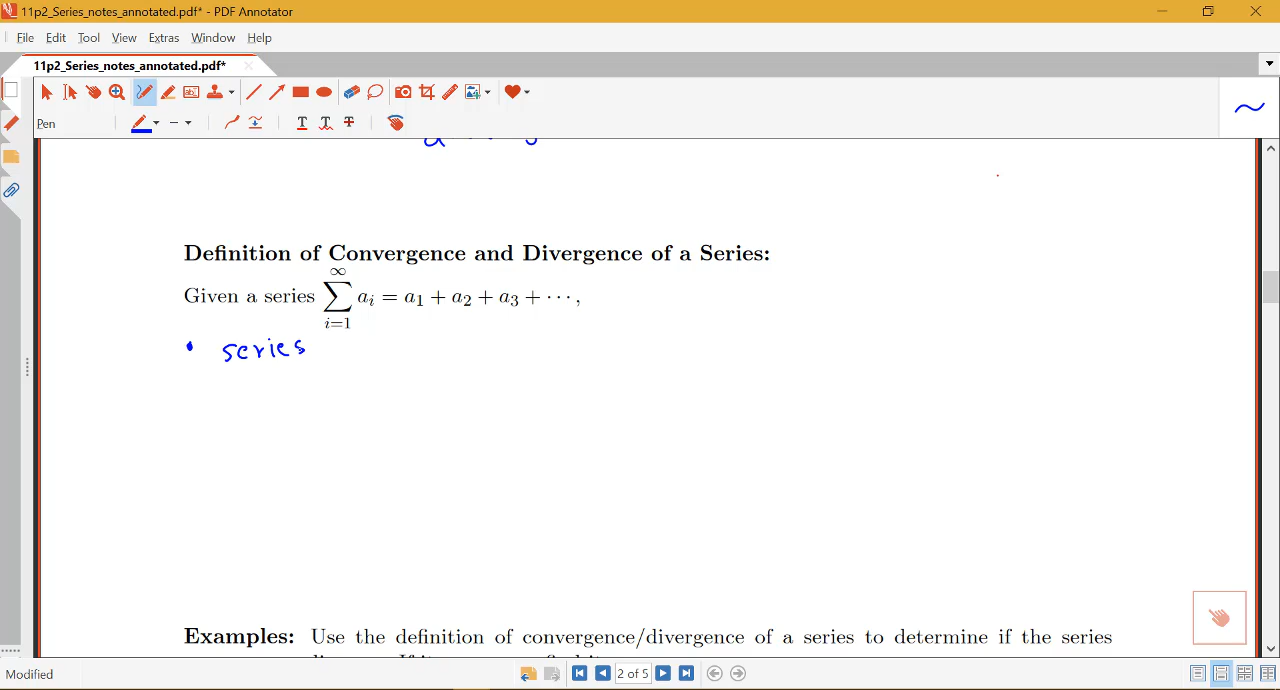 11p2_Series_notes_annotated.pdf* - PDF Annotator
File Edit Tool View Extras Window Help
11p2_Series_notes_annotated.pdf*
Pen
Definition of Convergence and Divergence of a Series:
Given a series ∑_{i=1}^{∞} a_i = a_1 + a_2 + a_3 + ⋯,
• series
Examples: Use the definition of convergence/divergence of a series to determine if the series
Modified 2 of 5